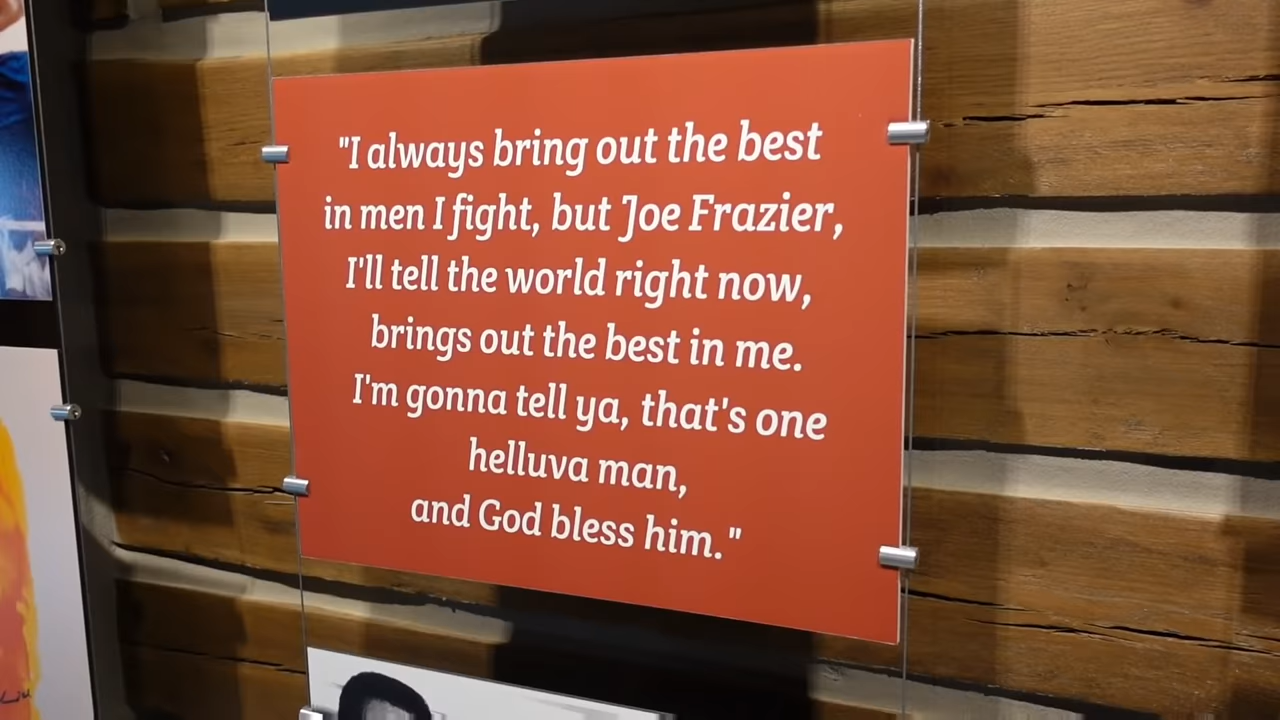 "I always bring out the best
in men I fight, but Joe Frazier,
I'll tell the world right now,
brings out the best in me.
I'm gonna tell ya, that's one
helluva man,
and God bless him."